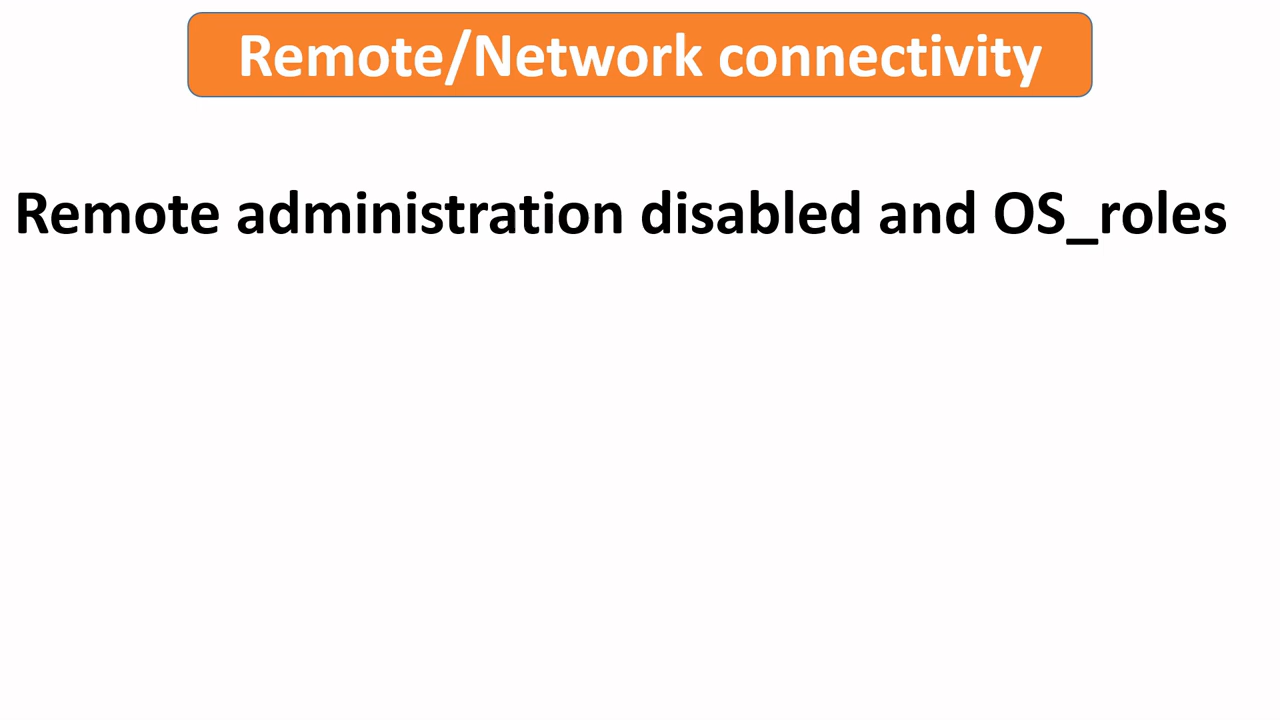 Remote/Network connectivity
Remote administration disabled and OS_roles